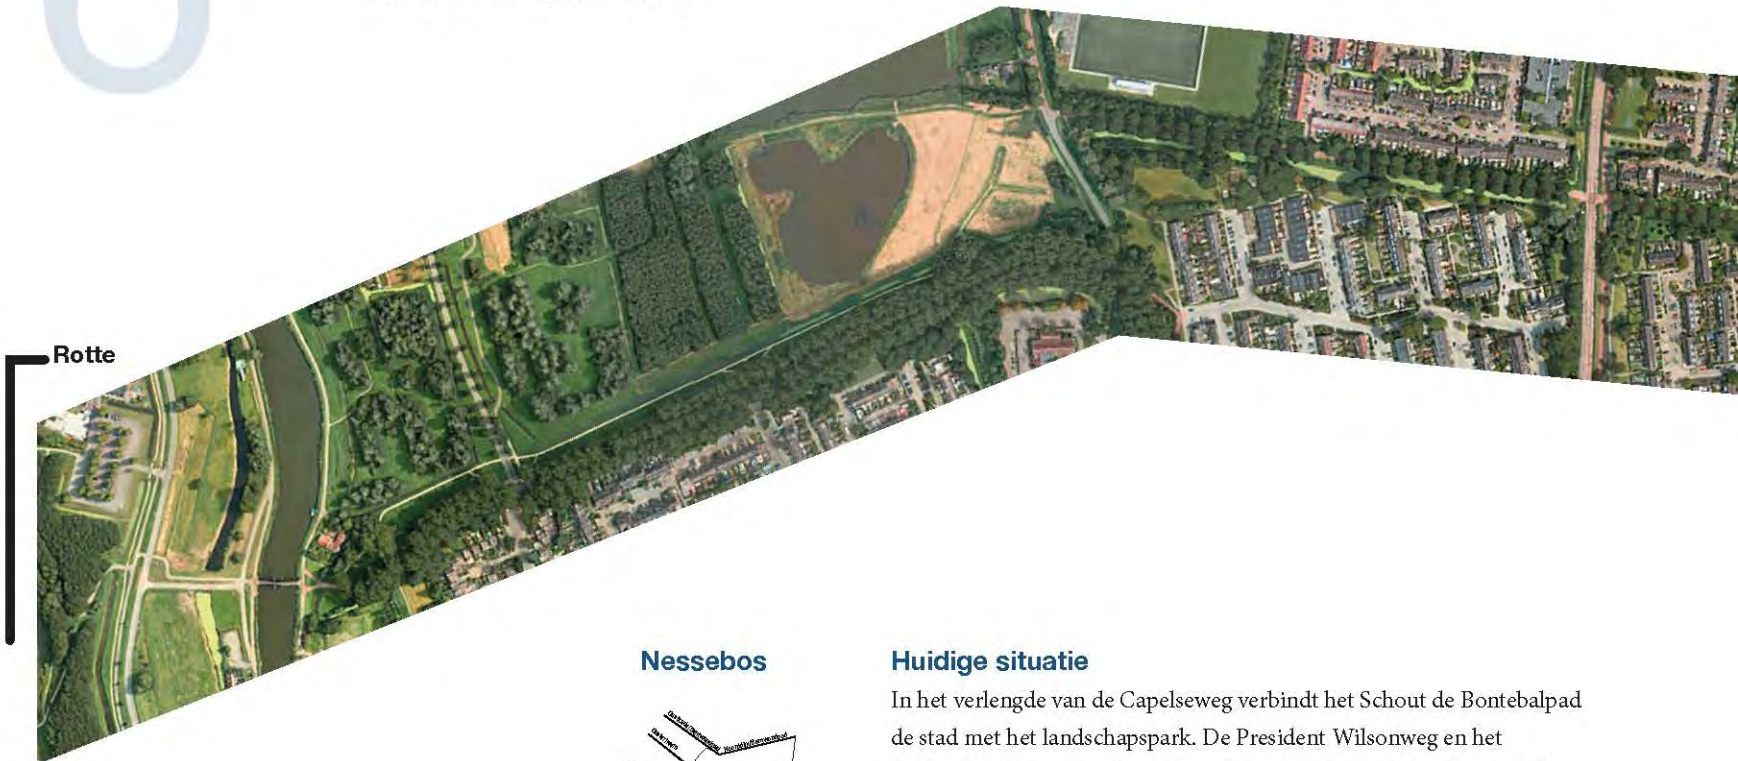 Rotte
Nessebos
Huidige situatie
In het verlengde van de Capelseweg verbindt het Schout de Bontebalpad
de stad met het landschapspark. De President Wilsonweg en het